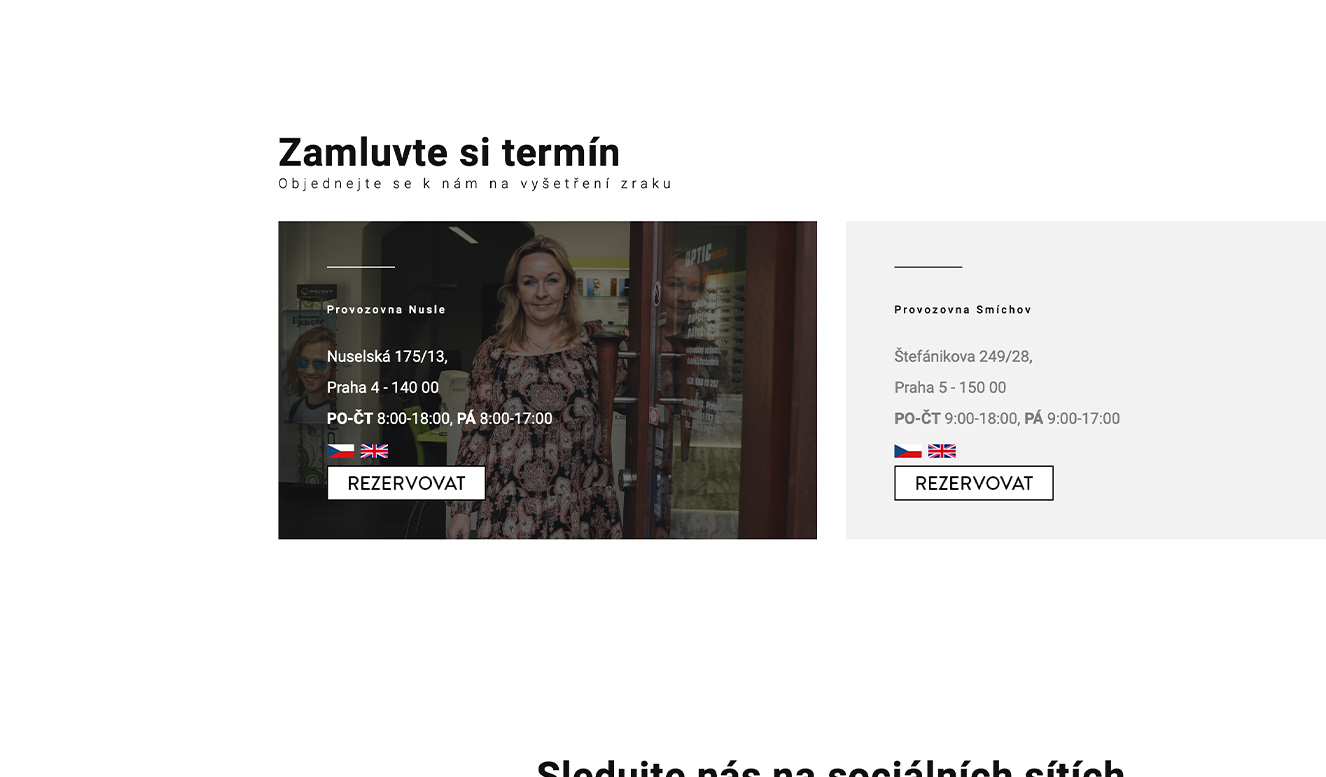 Zamluvte si termín
Objednejte se k nám na vyšetření zraku
OPTIC
Provozovna Nusle
Nuselská 175/13,
Praha 4 - 140 00
PO-ČT 8:00-18:00, PÁ 8:00-17:00
REZERVOVAT
Provozovna Smíchov
Štefánikova 249/28,
Praha 5 - 150 00
PO-ČT 9:00-18:00, PÁ 9:00-17:00
REZERVOVAT
Sledujte nás na sociálních sítích